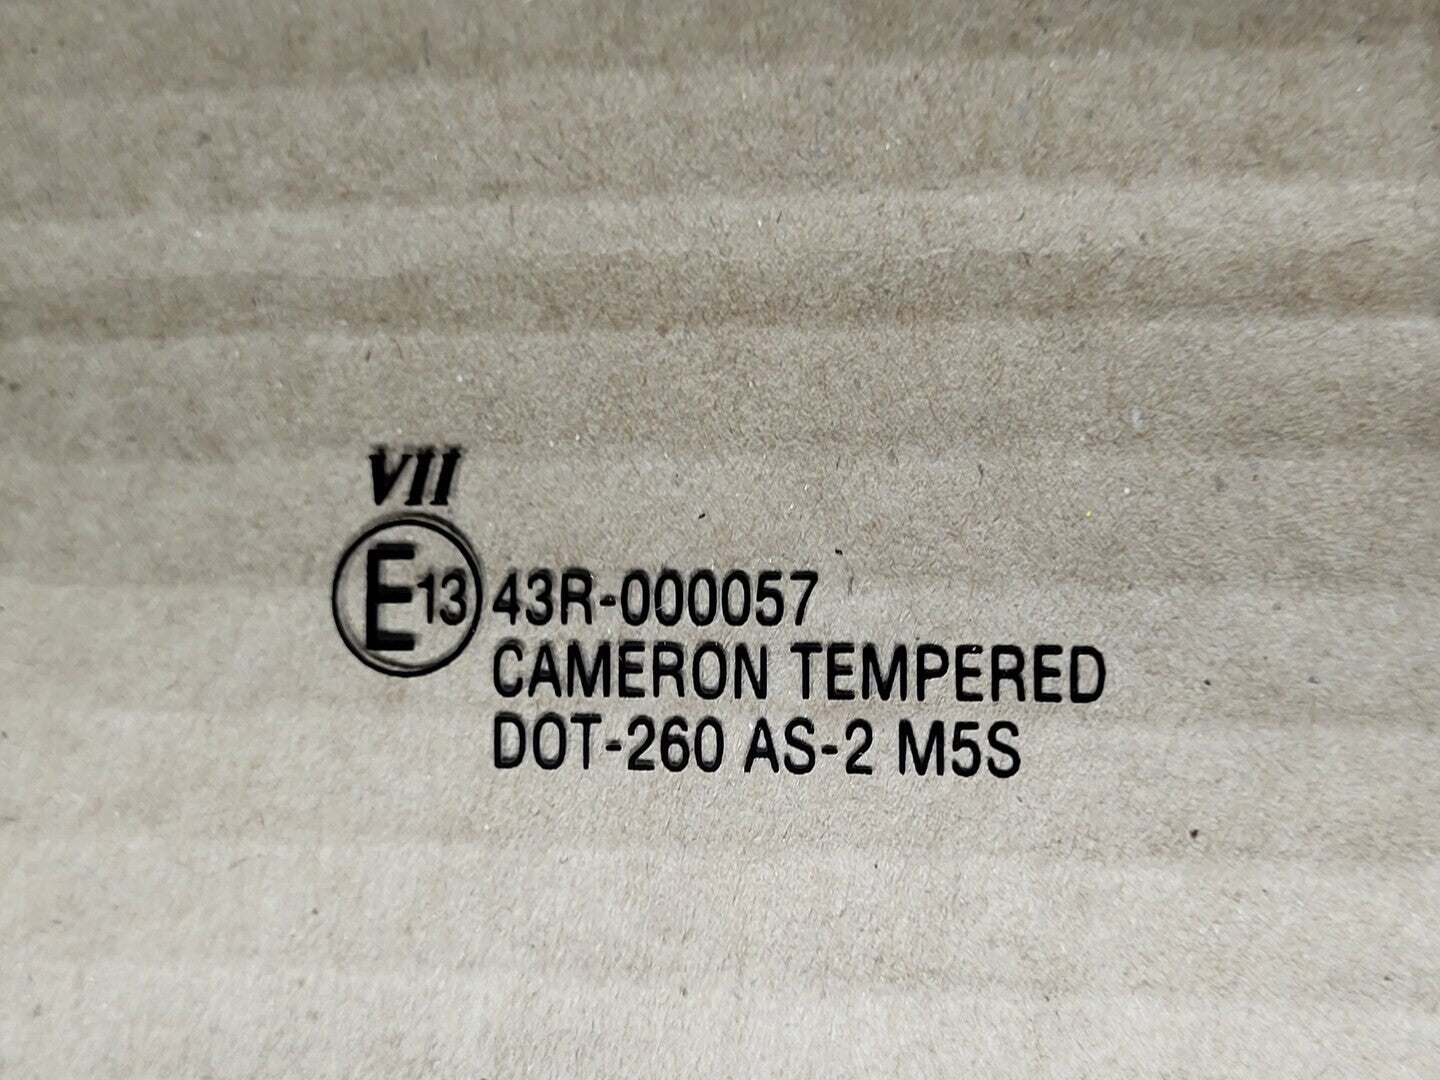 VII
E13 43R-000057
CAMERON TEMPERED
DOT-260 AS-2 M5S